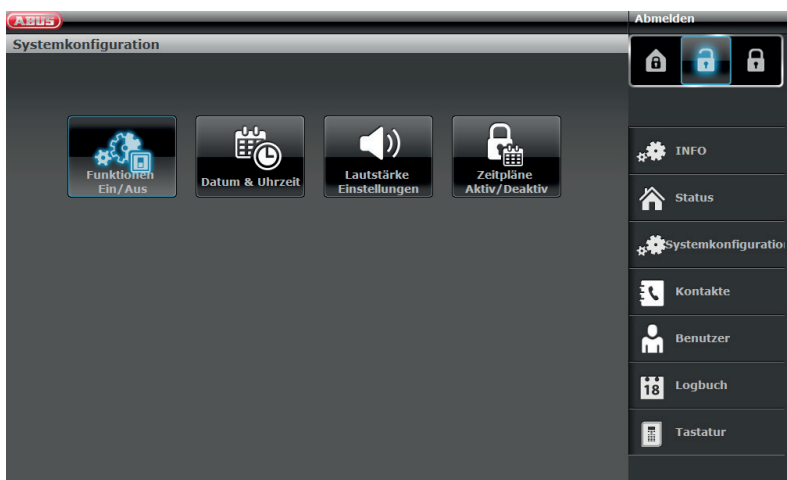 ABUS
Abmelden
Systemkonfiguration
Funktionen
Ein/Aus
Datum & Uhrzeit
Lautstärke
Einstellungen
Zeitpläne
Aktiv/Deaktiv
INFO
Status
Systemkonfiguratio
Kontakte
Benutzer
18
Logbuch
Tastatur